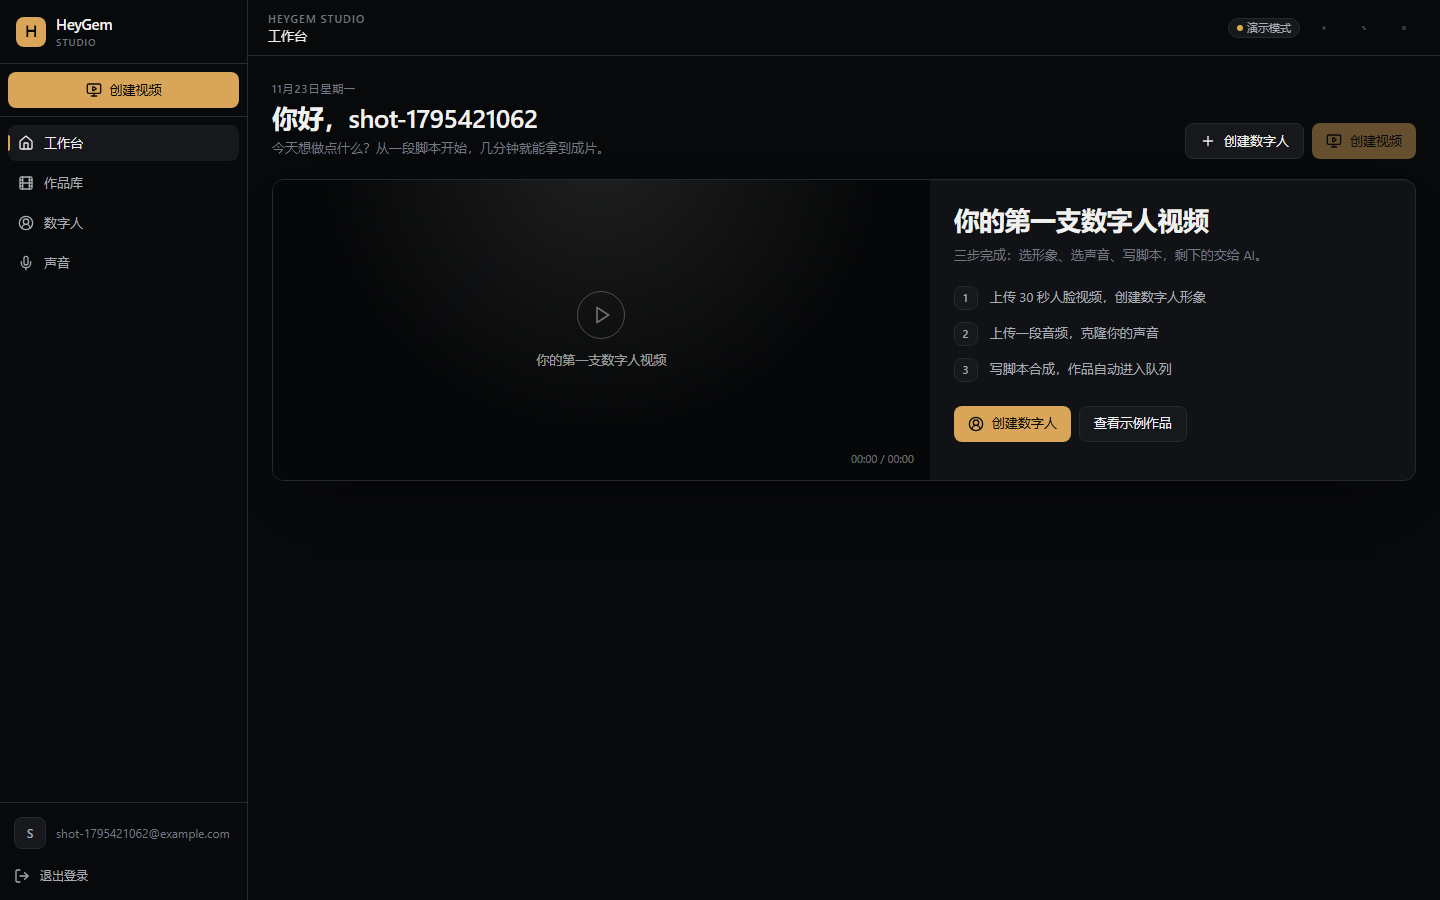 H
HeyGem
STUDIO
创建视频
工作台
作品库
数字人
声音
S
shot-1795421062@example.com
退出登录
HEYGEM STUDIO
工作台
演示模式
11月23日星期一
你好，shot-1795421062
今天想做点什么？从一段脚本开始，几分钟就能拿到成片。
创建数字人
创建视频
你的第一支数字人视频
00:00 / 00:00
你的第一支数字人视频
三步完成：选形象、选声音、写脚本，剩下的交给 AI。
1 上传 30 秒人脸视频，创建数字人形象
2 上传一段音频，克隆你的声音
3 写脚本合成，作品自动进入队列
创建数字人
查看示例作品